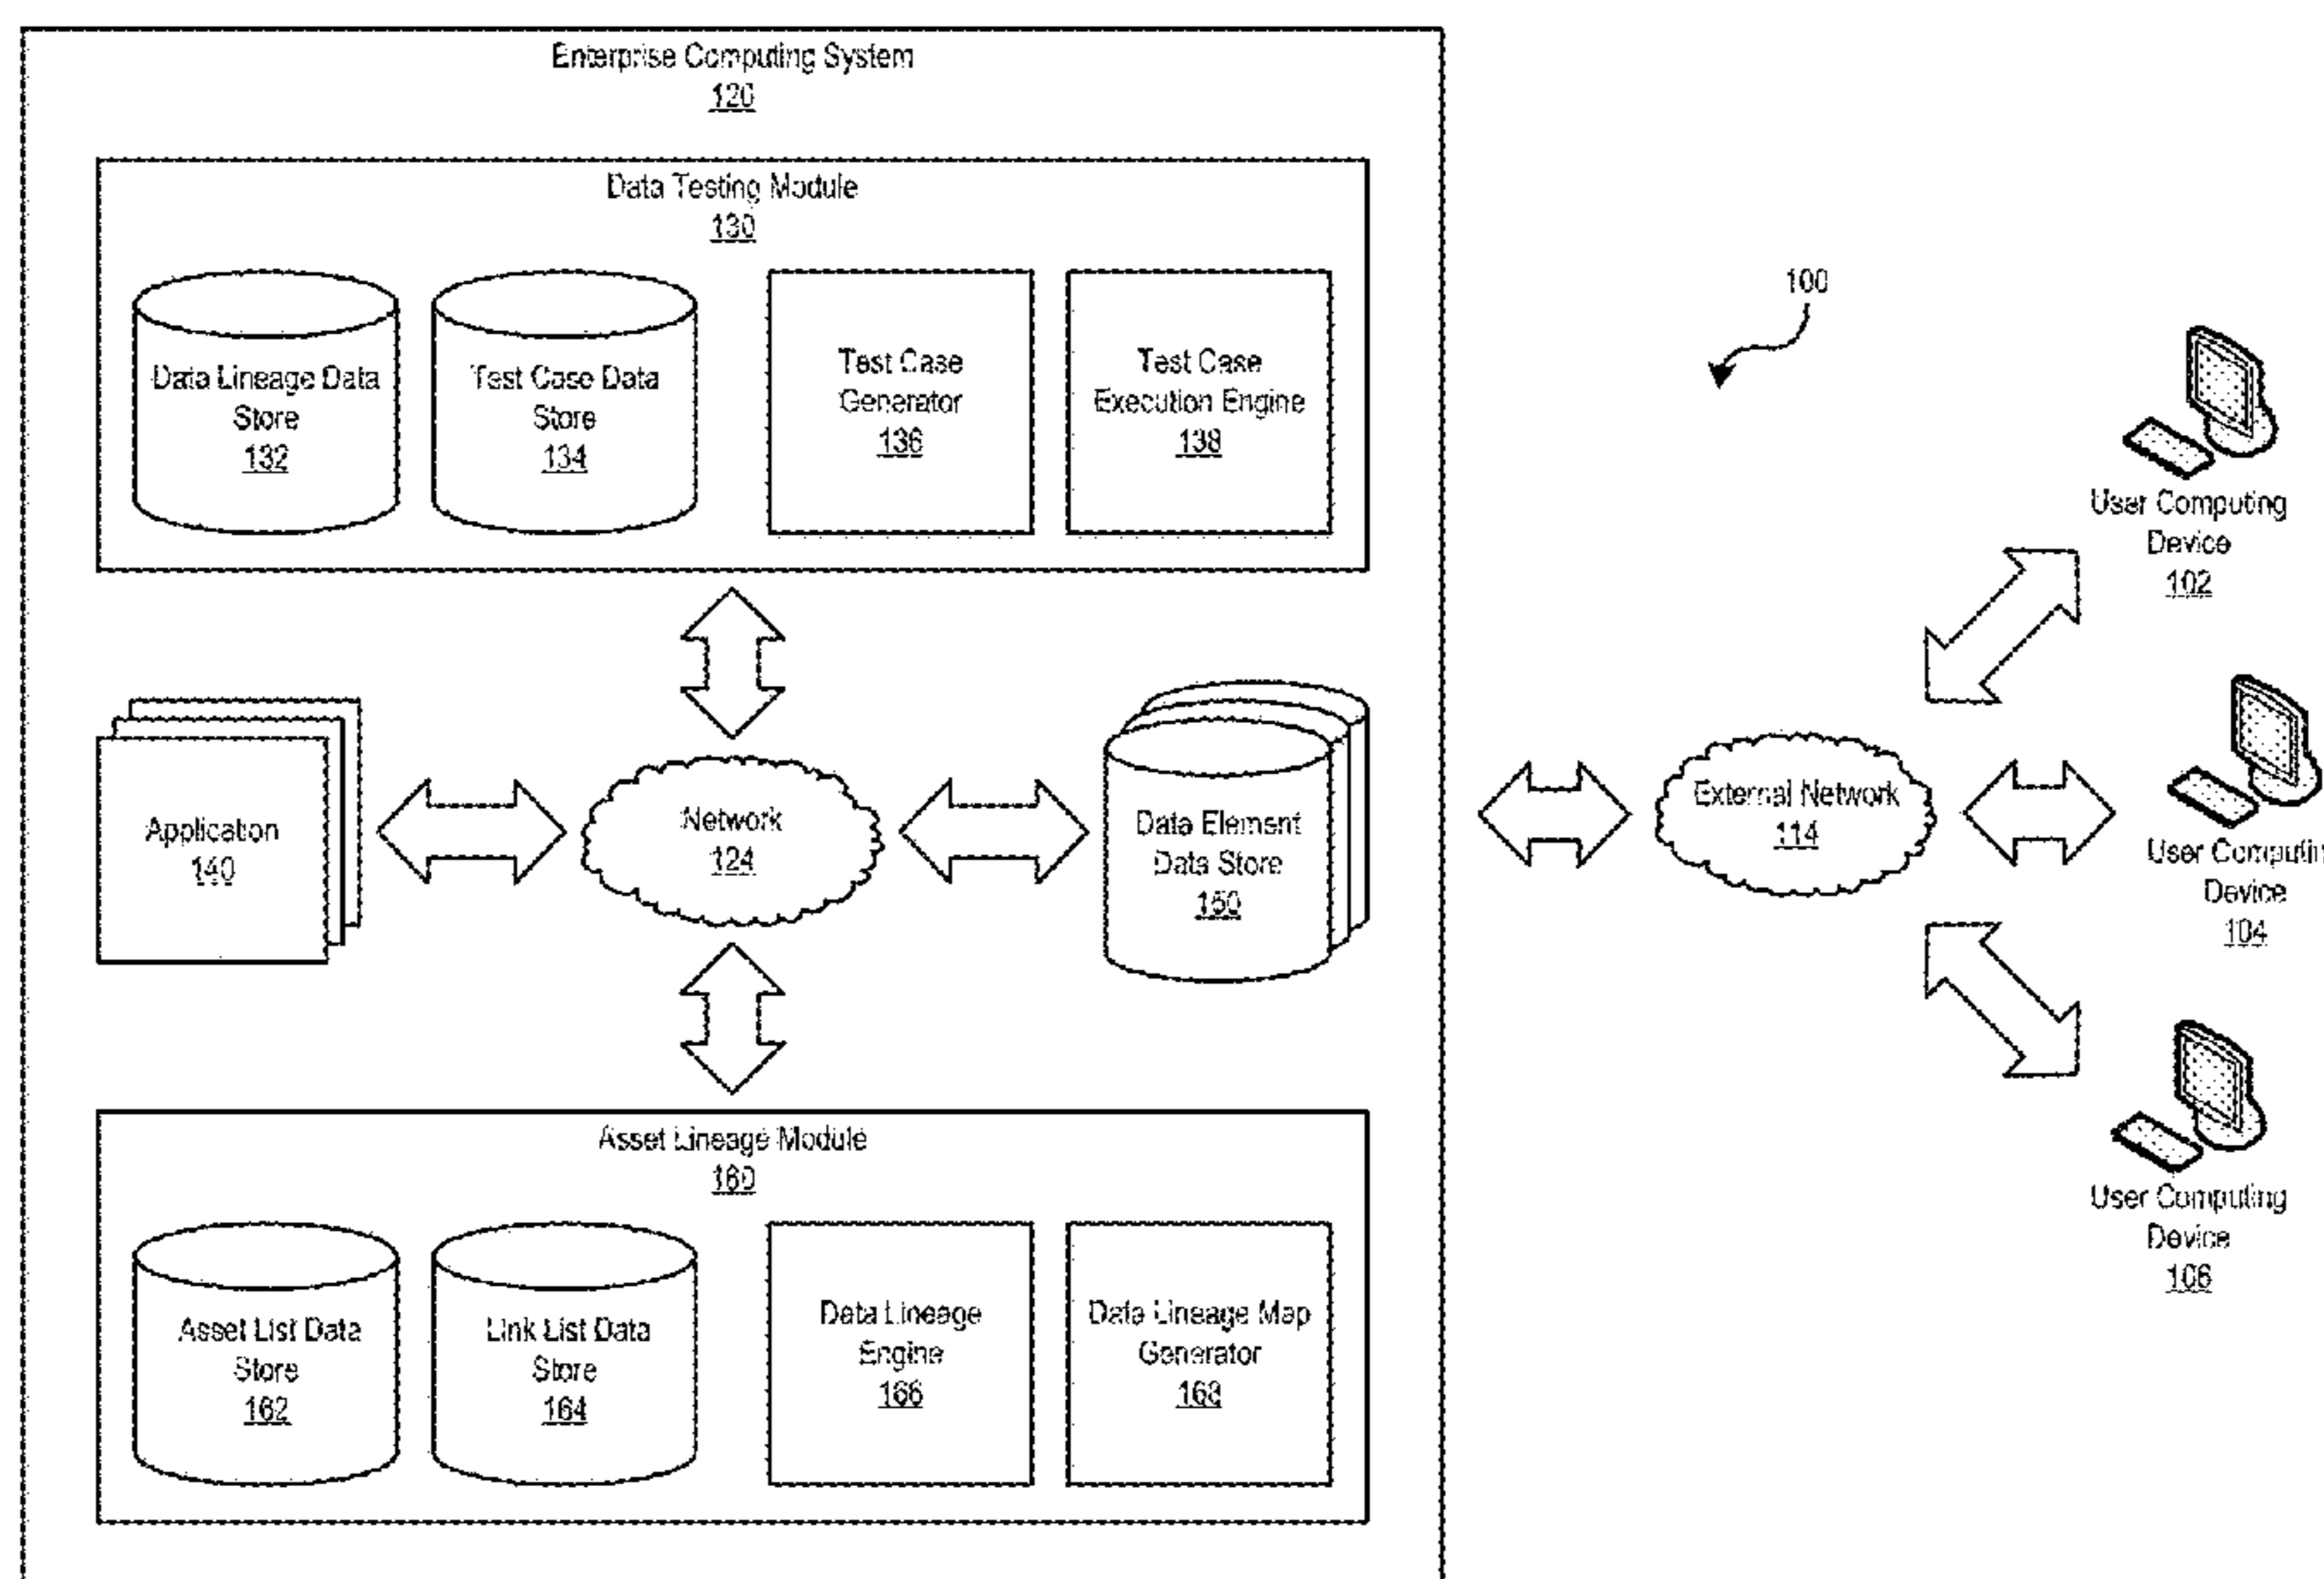 Enterprise Computing System
120
Data Testing Module
130
Data Lineage Data
Store
132
Test Case Data
Store
134
Test Case
Generator
136
Test Case
Execution Engine
138
100
User Computing
Device
102
Application
140
Network
124
Data Element
Data Store
150
External Network
114
User Computin
Device
104
Asset Lineage Module
160
Asset List Data
Store
162
Link List Data
Store
164
Data Lineage
Engine
166
Data Lineage Map
Generator
168
User Computing
Device
106